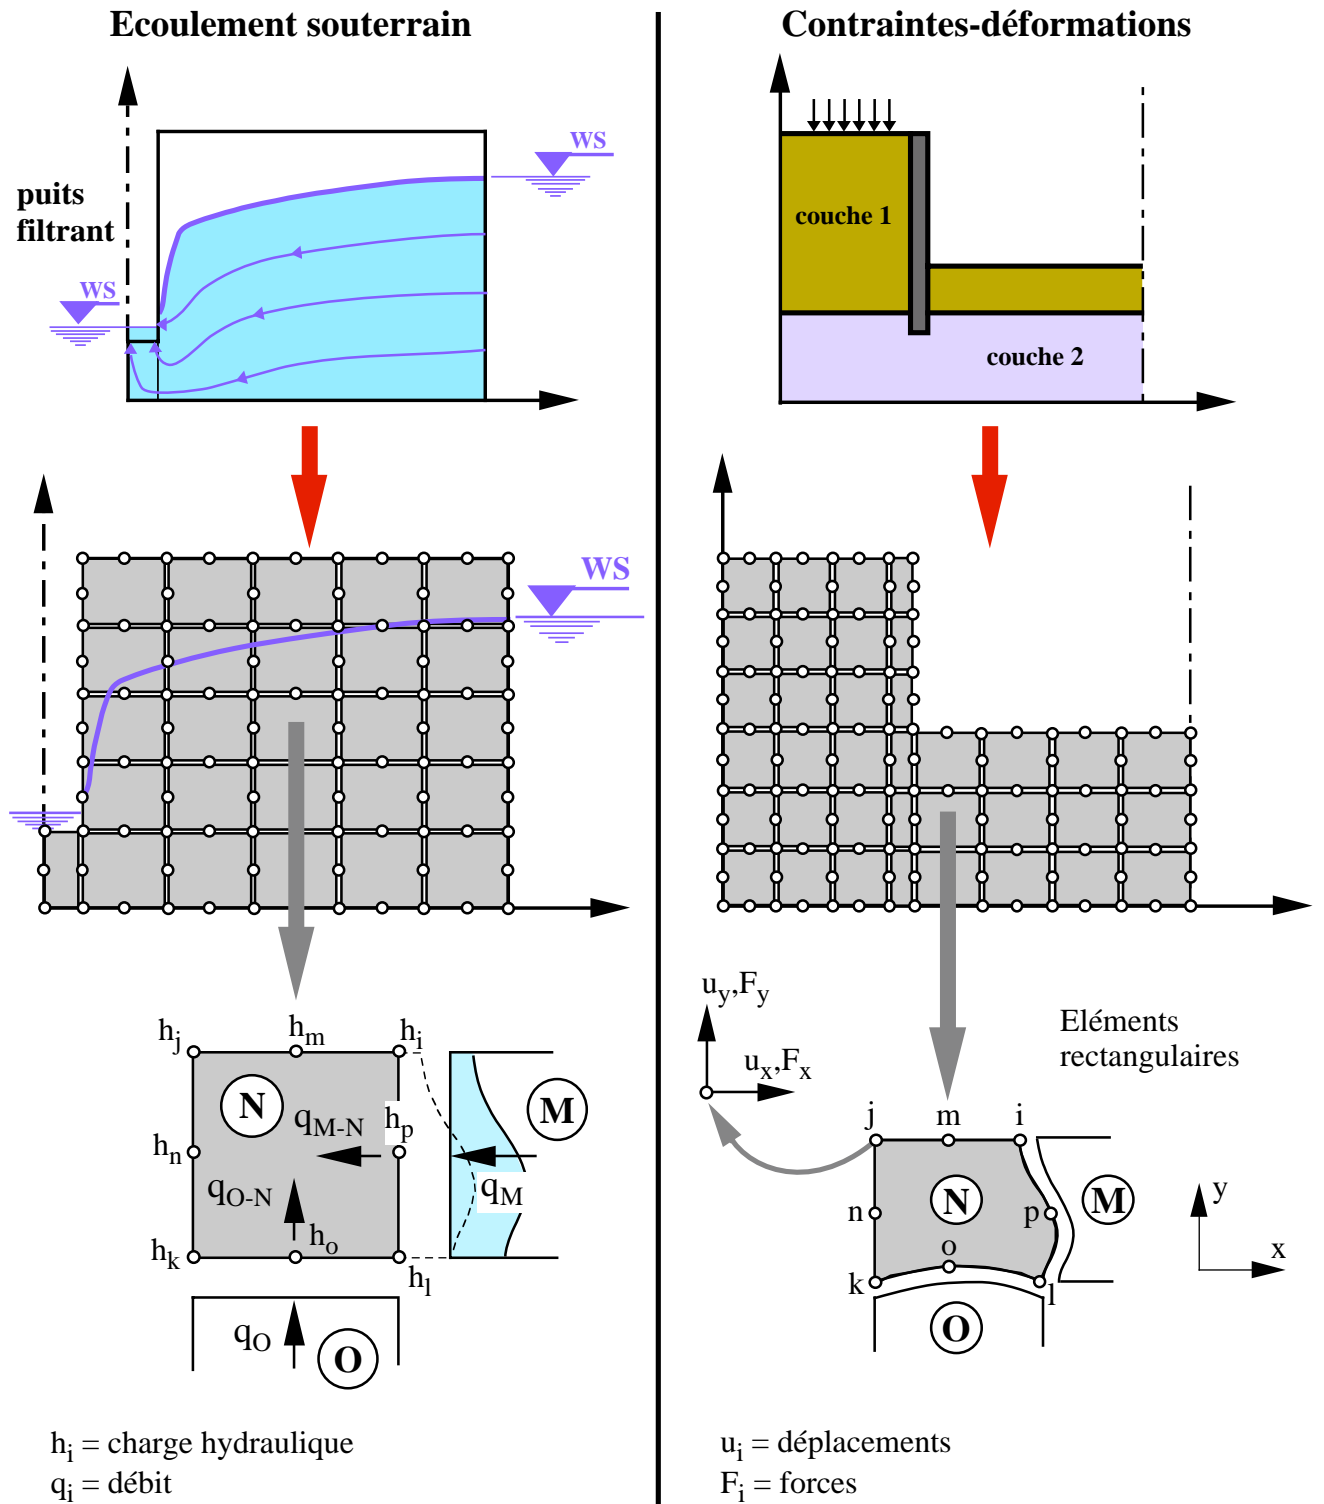 Ecoulement souterrain
WS
puits
filtrant
WS
WS
h_j
h_m
h_i
N
q_M-N
h_p
M
h_n
q_O-N
q_M
h_o
h_k
h_l
q_O
O
h_i = charge hydraulique
q_i = débit
Contraintes-déformations
couche 1
couche 2
u_y,F_y
Eléments
u_x,F_x
rectangulaires
j
m
i
N
M
n
p
y
o
x
k
l
O
u_i = déplacements
F_i = forces